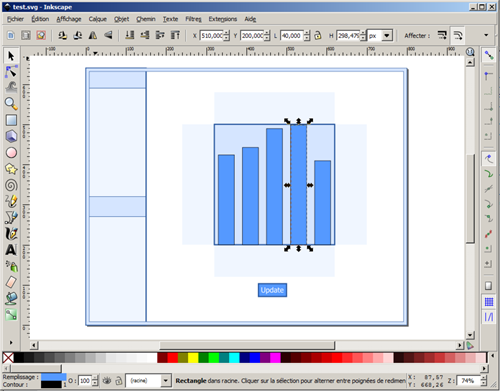 test.svg - Inkscape
Fichier Édition Affichage Calque Objet Chemin Texte Filtres Extensions Aide
X 510,000 Y 200,000 L 40,000 H 298,479 px Affecter :
Update
Remplissage :
Contour : 1
O : 100
(racine)
Rectangle dans racine. Cliquer sur la sélection pour alterner entre poignées de redimen
X : 97,57
Y : 668,26
Z : 74%